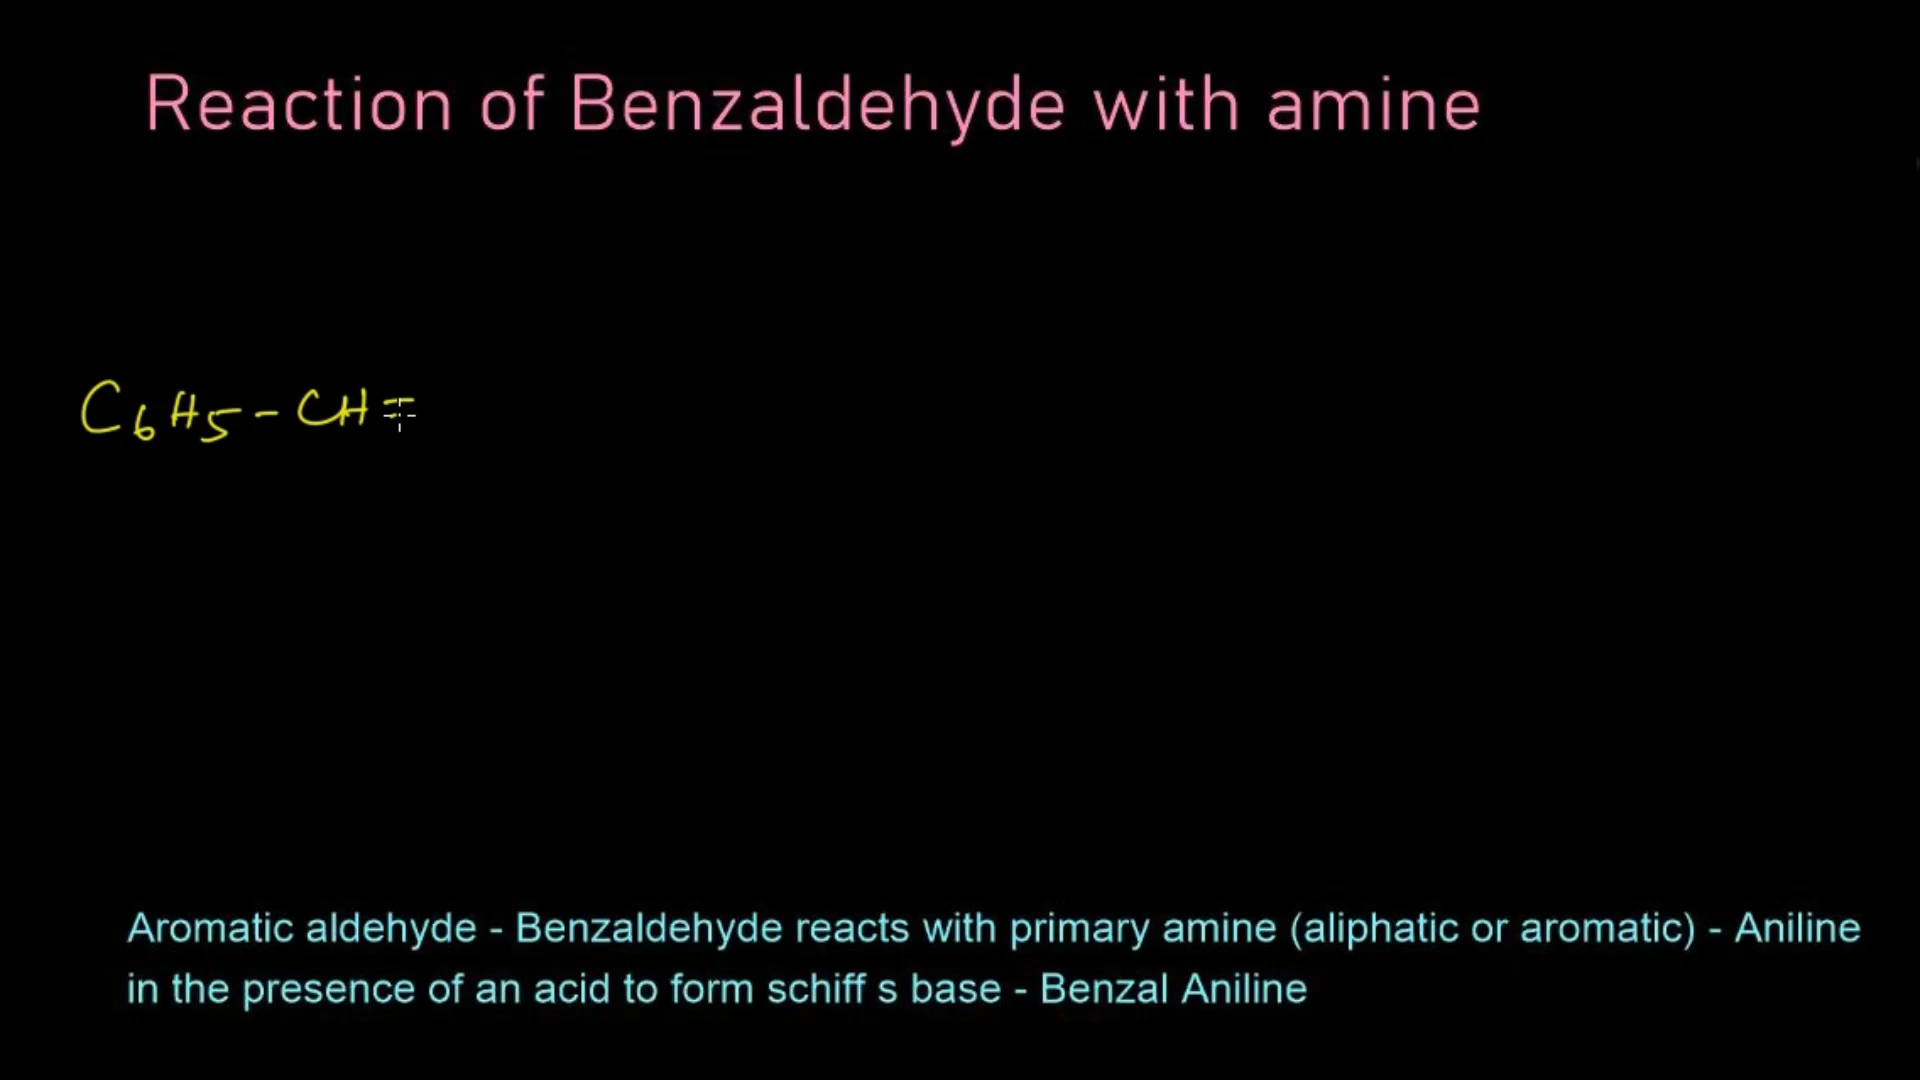 Reaction of Benzaldehyde with amine
C6H5-CH=
Aromatic aldehyde - Benzaldehyde reacts with primary amine (aliphatic or aromatic) - Aniline
in the presence of an acid to form schiff s base - Benzal Aniline